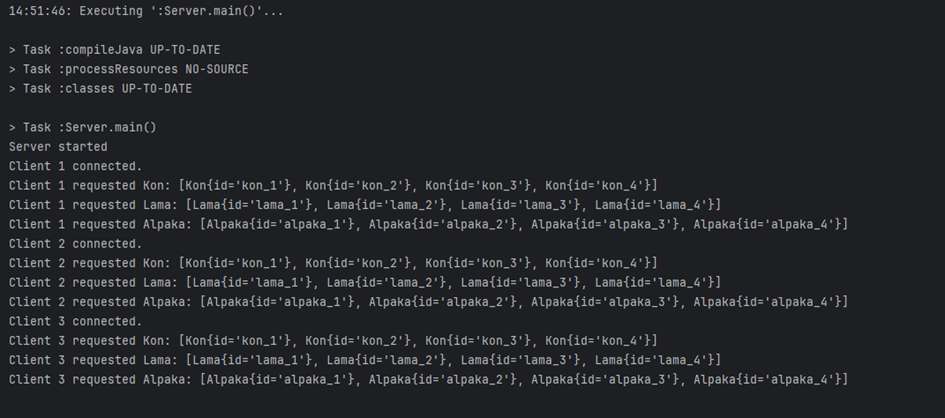 14:51:46: Executing ':Server.main()'...
> Task :compileJava UP-TO-DATE
> Task :processResources NO-SOURCE
> Task :classes UP-TO-DATE
> Task :Server.main()
Server started
Client 1 connected.
Client 1 requested Kon: [Kon{id='kon_1'}, Kon{id='kon_2'}, Kon{id='kon_3'}, Kon{id='kon_4'}]
Client 1 requested Lama: [Lama{id='lama_1'}, Lama{id='lama_2'}, Lama{id='lama_3'}, Lama{id='lama_4'}]
Client 1 requested Alpaka: [Alpaka{id='alpaka_1'}, Alpaka{id='alpaka_2'}, Alpaka{id='alpaka_3'}, Alpaka{id='alpaka_4'}]
Client 2 connected.
Client 2 requested Kon: [Kon{id='kon_1'}, Kon{id='kon_2'}, Kon{id='kon_3'}, Kon{id='kon_4'}]
Client 2 requested Lama: [Lama{id='lama_1'}, Lama{id='lama_2'}, Lama{id='lama_3'}, Lama{id='lama_4'}]
Client 2 requested Alpaka: [Alpaka{id='alpaka_1'}, Alpaka{id='alpaka_2'}, Alpaka{id='alpaka_3'}, Alpaka{id='alpaka_4'}]
Client 3 connected.
Client 3 requested Kon: [Kon{id='kon_1'}, Kon{id='kon_2'}, Kon{id='kon_3'}, Kon{id='kon_4'}]
Client 3 requested Lama: [Lama{id='lama_1'}, Lama{id='lama_2'}, Lama{id='lama_3'}, Lama{id='lama_4'}]
Client 3 requested Alpaka: [Alpaka{id='alpaka_1'}, Alpaka{id='alpaka_2'}, Alpaka{id='alpaka_3'}, Alpaka{id='alpaka_4'}]